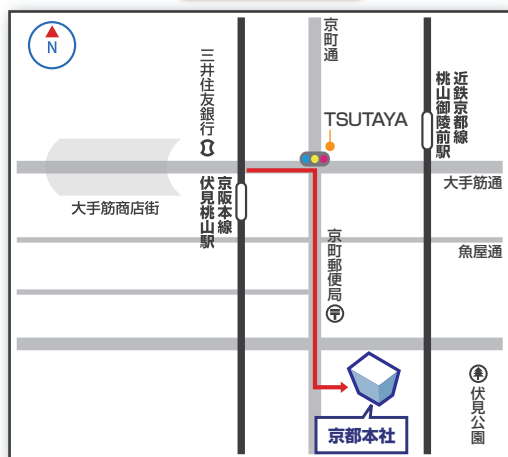 N
三井住友銀行
京町通
TSUTAYA
近鉄京都線
桃山御陵前駅
大手筋通
大手筋商店街
京阪本線
伏見桃山駅
京町郵便局
〒
魚屋通
京都本社
伏見公園